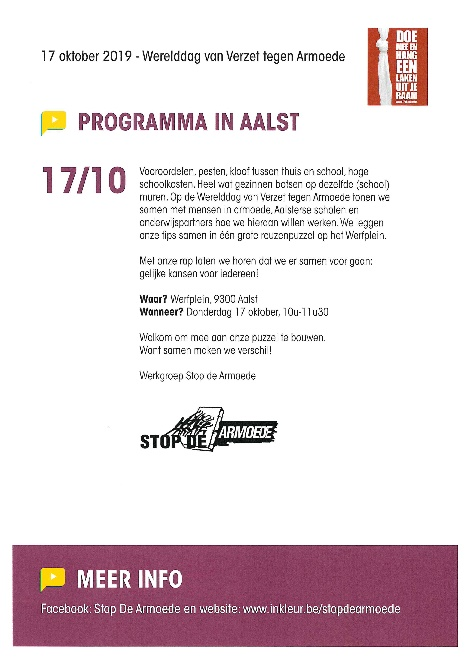 17 oktober 2019 - Werelddag van Verzet tegen Armoede
DOE
MEE EN
HANG
EEN
LAKEN
UIT JE
RAAM
PROGRAMMA IN AALST
17/10
Vooroordelen, pesten, kloof tussen thuis en school, hoge
schoolkosten. Heel wat gezinnen botsen op dezelfde (school)
muren. Op de Werelddag van Verzet tegen Armoede tonen we
samen met mensen in armoede, Aalsterse scholen en
onderwijspartners hoe we hieraan willen werken. We leggen
onze tips samen in één grote reuzenpuzzel op het Werfplein.
Met onze rap laten we horen dat we er samen voor gaan:
gelijke kansen voor iedereen!
Waar? Werfplein, 9300 Aalst
Wanneer? Donderdag 17 oktober, 10u-11u30
Welkom om mee aan onze puzzel te bouwen.
Want samen maken we verschil!
Werkgroep Stop de Armoede
STOP DE ARMOEDE
MEER INFO
Facebook: Stop De Armoede en website: www.inkleur.be/stopdearmoede